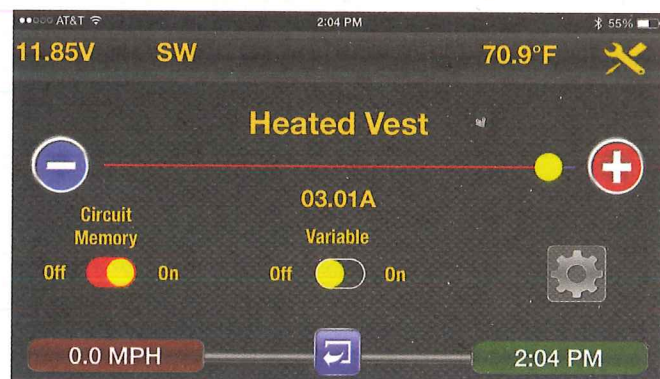 AT&T 2:04 PM 55%
11.85V SW 70.9°F
Heated Vest
03.01A
Circuit
Memory
Off On
Variable
Off On
0.0 MPH 2:04 PM